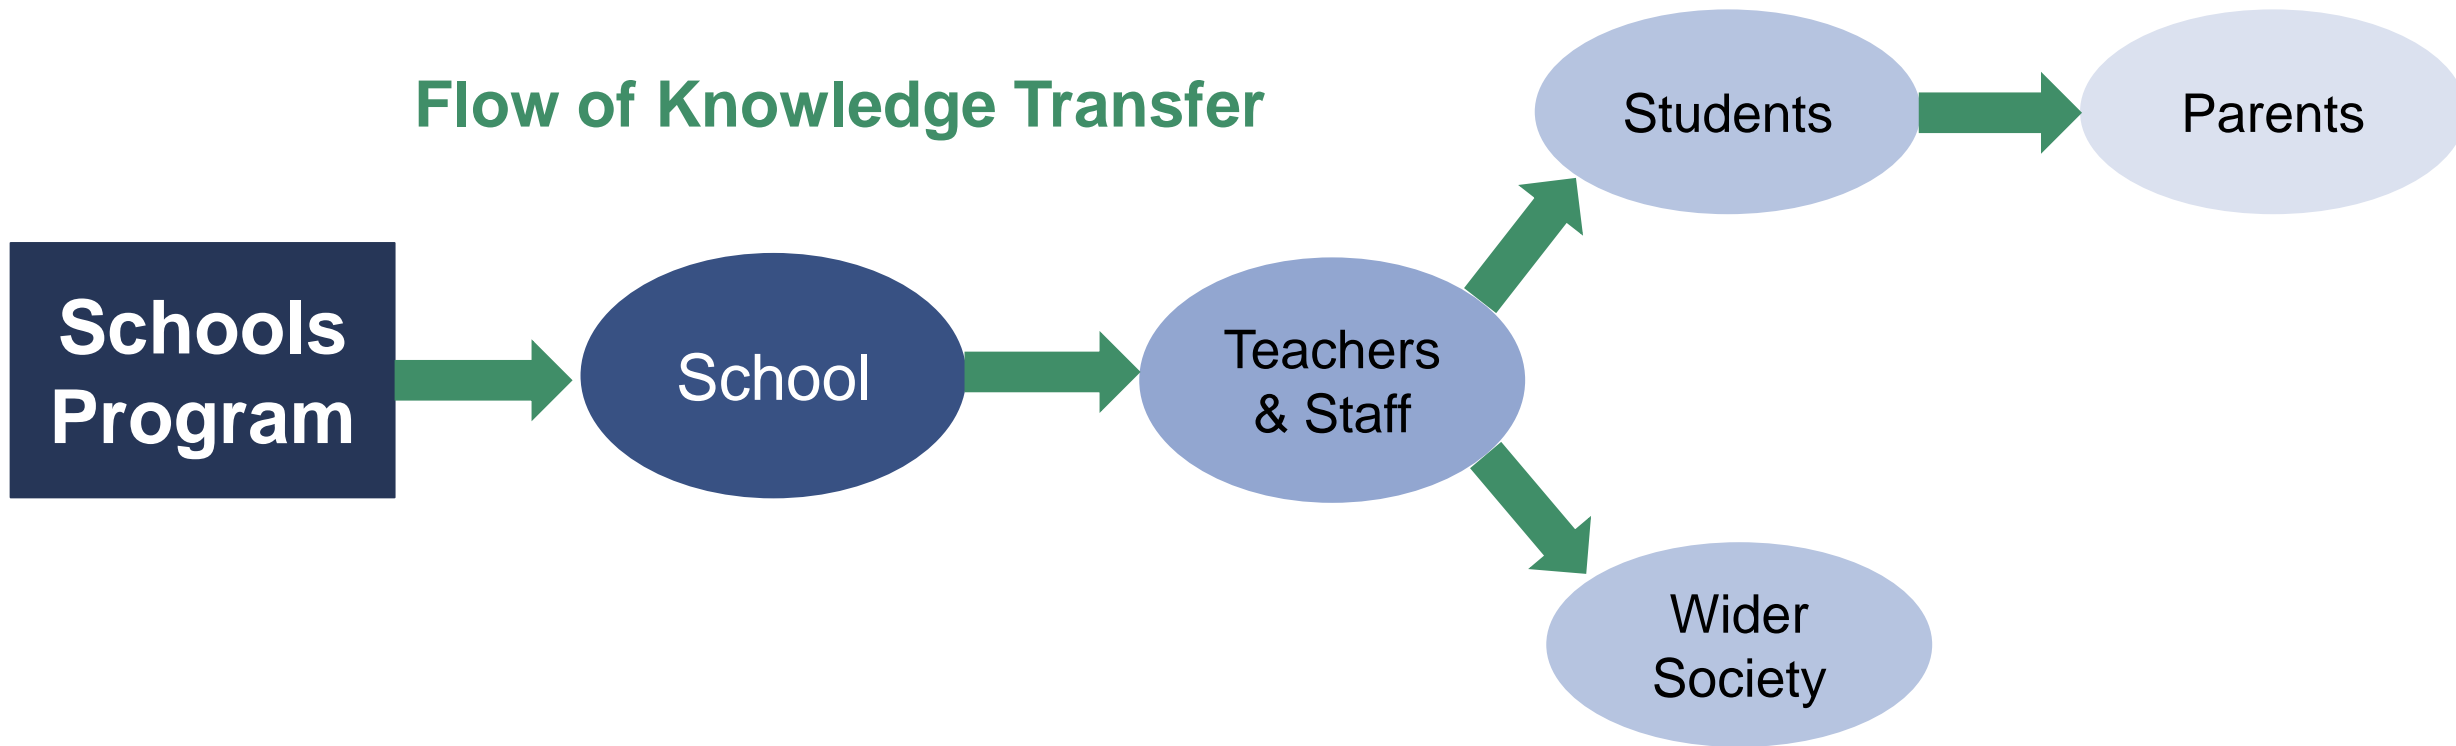 Flow of Knowledge Transfer
Schools
Program
School
Teachers
& Staff
Students
Parents
Wider
Society